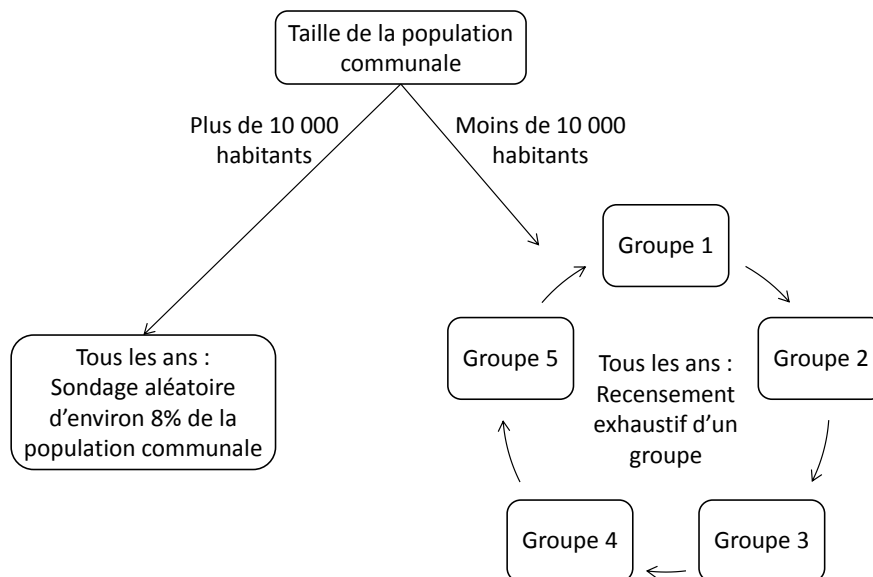 Taille de la population
communale
Plus de 10 000
habitants
Moins de 10 000
habitants
Tous les ans :
Sondage aléatoire
d'environ 8% de la
population communale
Groupe 1
Groupe 5
Tous les ans :
Recensement
exhaustif d'un
groupe
Groupe 2
Groupe 4
Groupe 3